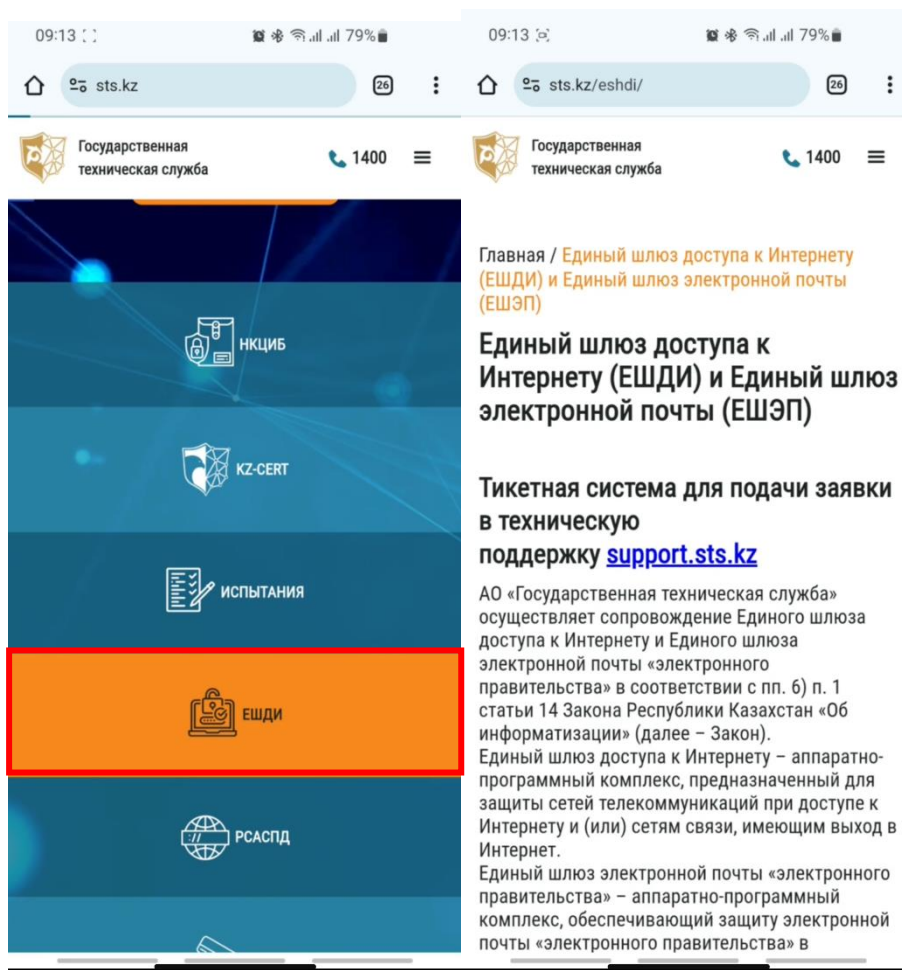 09:13
79%
sts.kz
26
Государственная
техническая служба
1400
НКЦИБ
KZ-CERT
ИСПЫТАНИЯ
ЕШДИ
РСАСПД
09:13
79%
sts.kz/eshdi/
26
Государственная
техническая служба
1400
Главная / Единый шлюз доступа к Интернету
(ЕШДИ) и Единый шлюз электронной почты
(ЕШЭП)
Единый шлюз доступа к
Интернету (ЕШДИ) и Единый шлюз
электронной почты (ЕШЭП)
Тикетная система для подачи заявки
в техническую
поддержку support.sts.kz
АО «Государственная техническая служба»
осуществляет сопровождение Единого шлюза
доступа к Интернету и Единого шлюза
электронной почты «электронного
правительства» в соответствии с пп. 6) п. 1
статьи 14 Закона Республики Казахстан «Об
информатизации» (далее – Закон).
Единый шлюз доступа к Интернету – аппаратно-
программный комплекс, предназначенный для
защиты сетей телекоммуникаций при доступе к
Интернету и (или) сетям связи, имеющим выход в
Интернет.
Единый шлюз электронной почты «электронного
правительства» – аппаратно-программный
комплекс, обеспечивающий защиту электронной
почты «электронного правительства» в